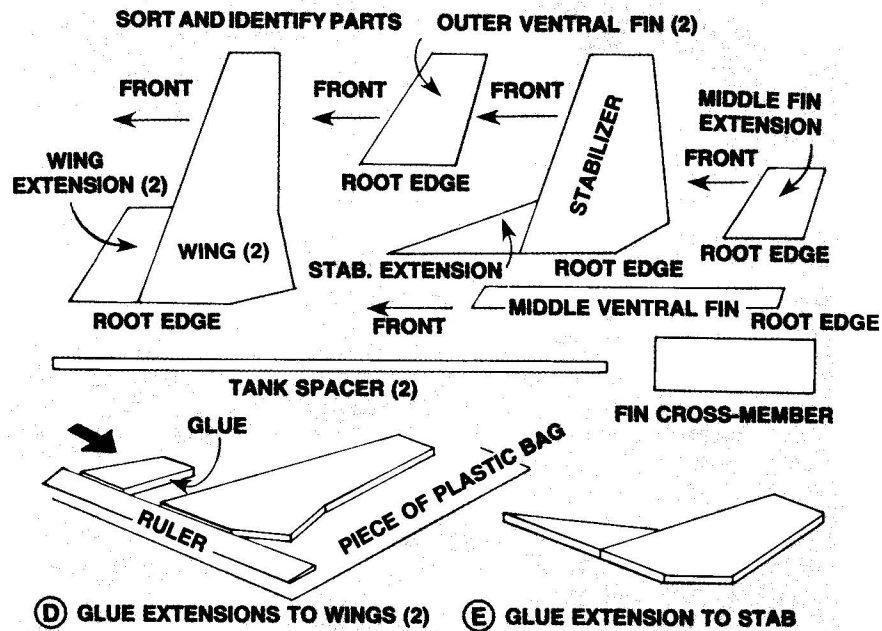 SORT AND IDENTIFY PARTS
OUTER VENTRAL FIN (2)
FRONT
FRONT
FRONT
MIDDLE FIN
EXTENSION
FRONT
WING
EXTENSION (2)
ROOT EDGE
STABILIZER
WING (2)
STAB. EXTENSION
ROOT EDGE
ROOT EDGE
ROOT EDGE
FRONT
MIDDLE VENTRAL FIN
ROOT EDGE
TANK SPACER (2)
FIN CROSS-MEMBER
GLUE
RULER
PIECE OF PLASTIC BAG
D GLUE EXTENSIONS TO WINGS (2)
E GLUE EXTENSION TO STAB